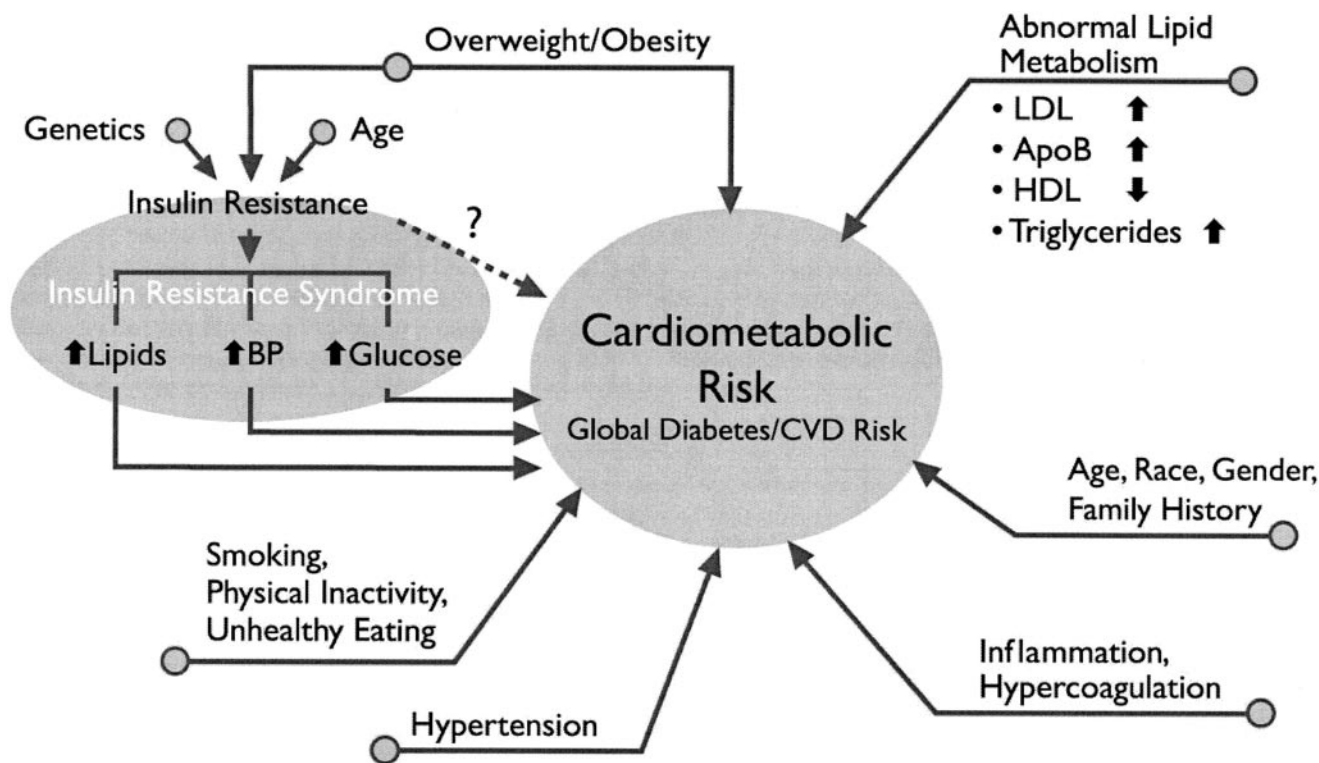 Overweight/Obesity
Abnormal Lipid
Metabolism
• LDL ⬆
• ApoB ⬆
• HDL ⬇
• Triglycerides ⬆
Genetics
Age
Insulin Resistance
?
Insulin Resistance Syndrome
⬆Lipids ⬆BP ⬆Glucose
Cardiometabolic
Risk
Global Diabetes/CVD Risk
Age, Race, Gender,
Family History
Smoking,
Physical Inactivity,
Unhealthy Eating
Inflammation,
Hypercoagulation
Hypertension